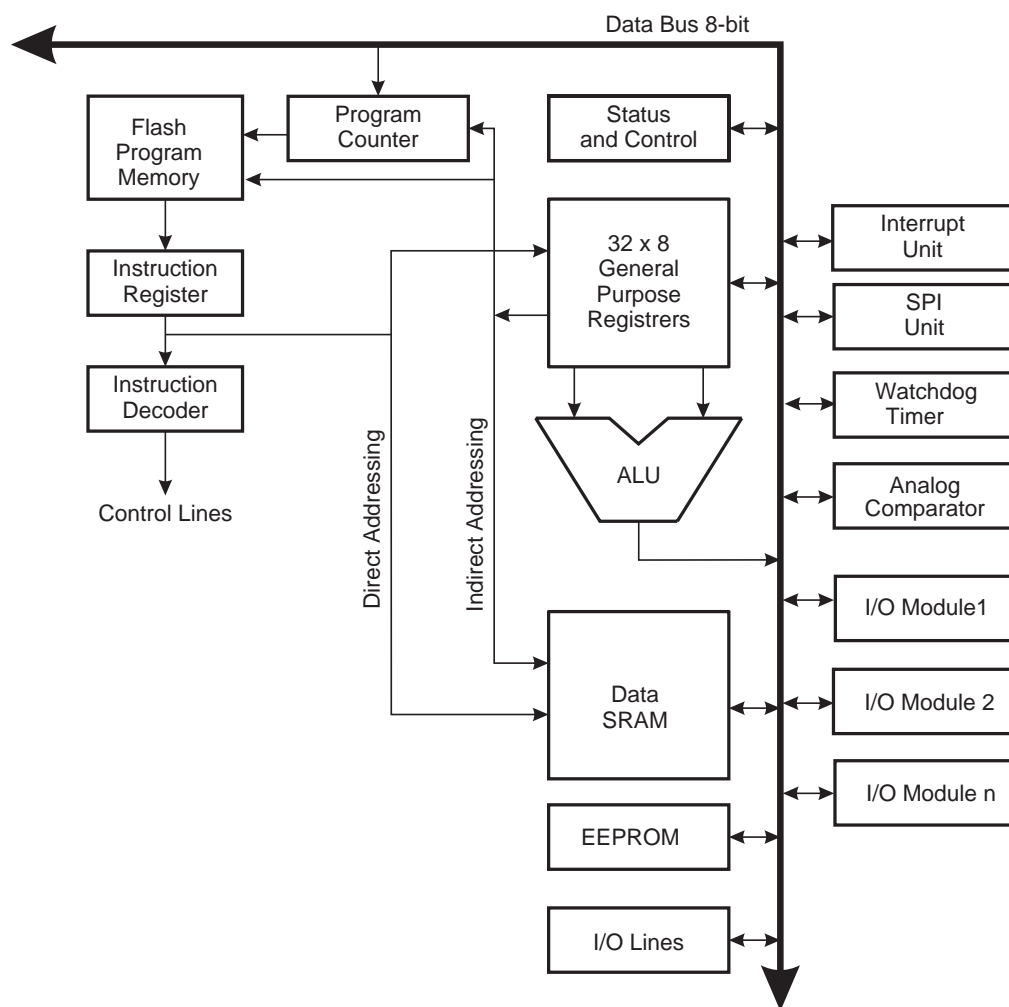 Data Bus 8-bit
Flash
Program
Memory
Program
Counter
Status
and Control
32 x 8
General
Purpose
Registrers
Interrupt
Unit
Instruction
Register
SPI
Unit
Instruction
Decoder
Watchdog
Timer
Control Lines
Direct Addressing
Indirect Addressing
ALU
Analog
Comparator
I/O Module1
Data
SRAM
I/O Module 2
I/O Module n
EEPROM
I/O Lines